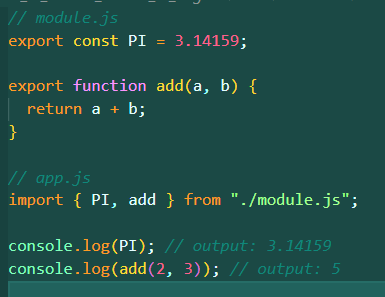 // module.js
export const PI = 3.14159;

export function add(a, b) {
  return a + b;
}

// app.js
import { PI, add } from "./module.js";

console.log(PI); // output: 3.14159
console.log(add(2, 3)); // output: 5